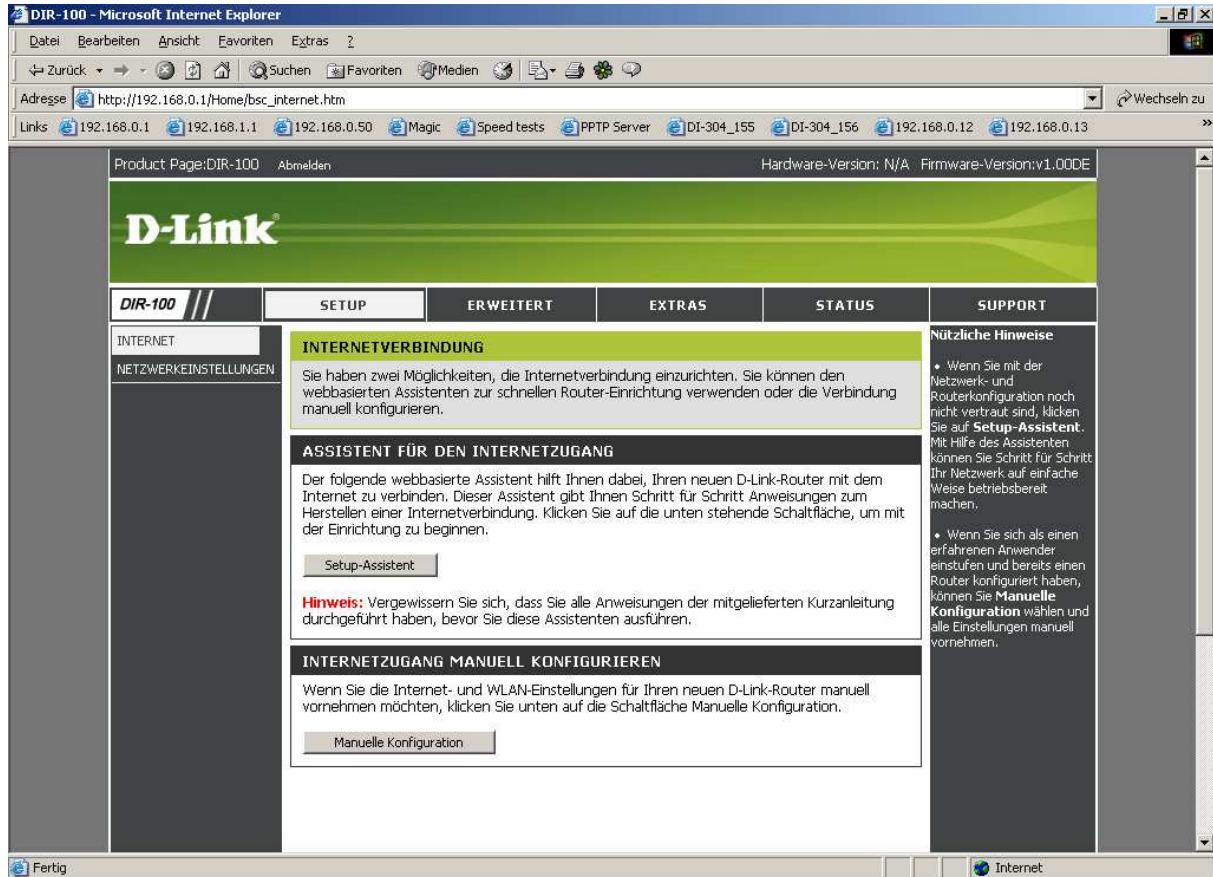 DIR-100 - Microsoft Internet Explorer
Datei Bearbeiten Ansicht Favoriten Extras ?
Zurück Suchen Favoriten Medien
Adresse http://192.168.0.1/Home/bsc_internet.htm Wechseln zu
Links 192.168.0.1 192.168.1.1 192.168.0.50 Magic Speed tests PPTP Server DI-304_155 DI-304_156 192.168.0.12 192.168.0.13 »
Product Page:DIR-100 Abmelden Hardware-Version: N/A Firmware-Version:v1.00DE
D-Link®
DIR-100 SETUP ERWEITERT EXTRAS STATUS SUPPORT
INTERNET
NETZWERKEINSTELLUNGEN
INTERNETVERBINDUNG
Sie haben zwei Möglichkeiten, die Internetverbindung einzurichten. Sie können den
webbasierten Assistenten zur schnellen Router-Einrichtung verwenden oder die Verbindung
manuell konfigurieren.
ASSISTENT FÜR DEN INTERNETZUGANG
Der folgende webbasierte Assistent hilft Ihnen dabei, Ihren neuen D-Link-Router mit dem
Internet zu verbinden. Dieser Assistent gibt Ihnen Schritt für Schritt Anweisungen zum
Herstellen einer Internetverbindung. Klicken Sie auf die unten stehende Schaltfläche, um mit
der Einrichtung zu beginnen.
Setup-Assistent
Hinweis: Vergewissern Sie sich, dass Sie alle Anweisungen der mitgelieferten Kurzanleitung
durchgeführt haben, bevor Sie diese Assistenten ausführen.
INTERNETZUGANG MANUELL KONFIGURIEREN
Wenn Sie die Internet- und WLAN-Einstellungen für Ihren neuen D-Link-Router manuell
vornehmen möchten, klicken Sie unten auf die Schaltfläche Manuelle Konfiguration.
Manuelle Konfiguration
Nützliche Hinweise
• Wenn Sie mit der
Netzwerk- und
Routerkonfiguration noch
nicht vertraut sind, klicken
Sie auf Setup-Assistent.
Mit Hilfe des Assistenten
können Sie Schritt für Schritt
Ihr Netzwerk auf einfache
Weise betriebsbereit
machen.
• Wenn Sie sich als einen
erfahrenen Anwender
einstufen und bereits einen
Router konfiguriert haben,
können Sie Manuelle
Konfiguration wählen und
alle Einstellungen manuell
vornehmen.
Fertig Internet